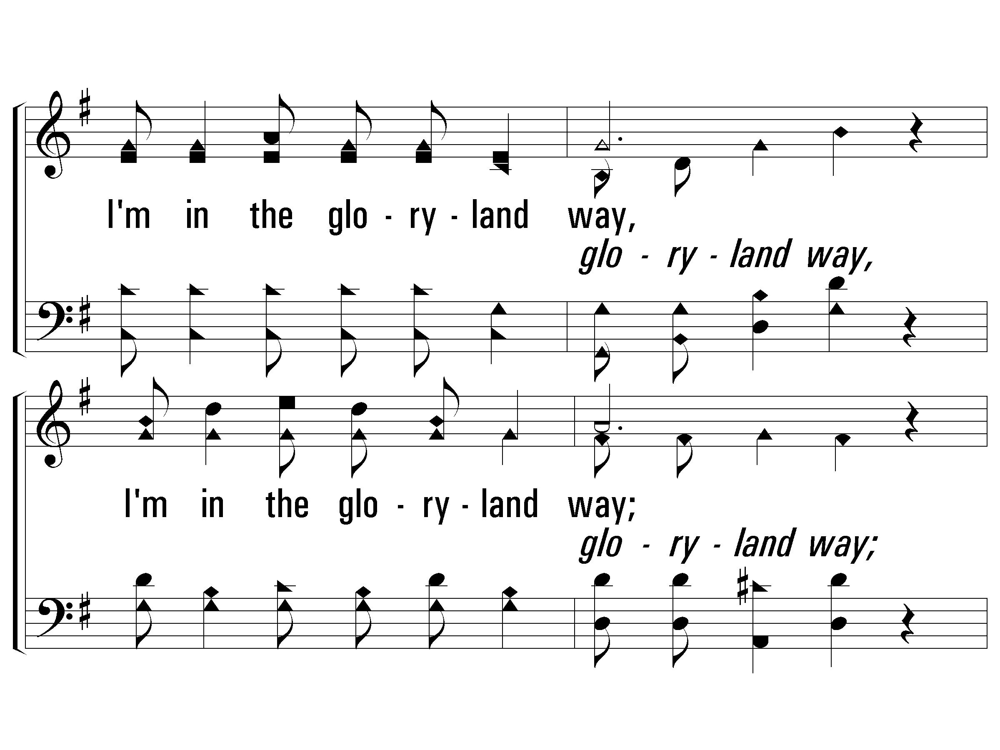 I'm in the glo - ry - land way,
glo - ry - land way,
I'm in the glo - ry - land way;
glo - ry - land way;